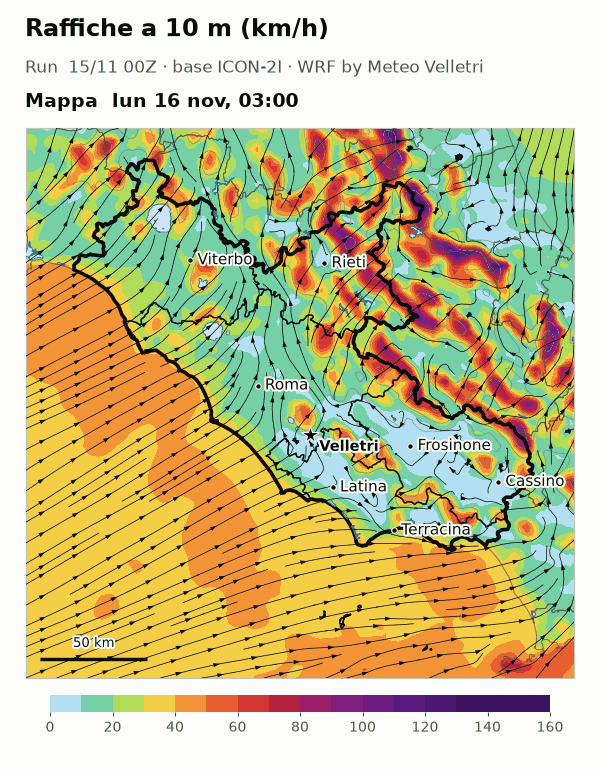 Raffiche a 10 m (km/h)
Run  15/11 00Z · base ICON-2I · WRF by Meteo Velletri
Mappa  lun 16 nov, 03:00
Viterbo
Rieti
Roma
Velletri
Frosinone
Cassino
Latina
Terracina
50 km
0 20 40 60 80 100 120 140 160